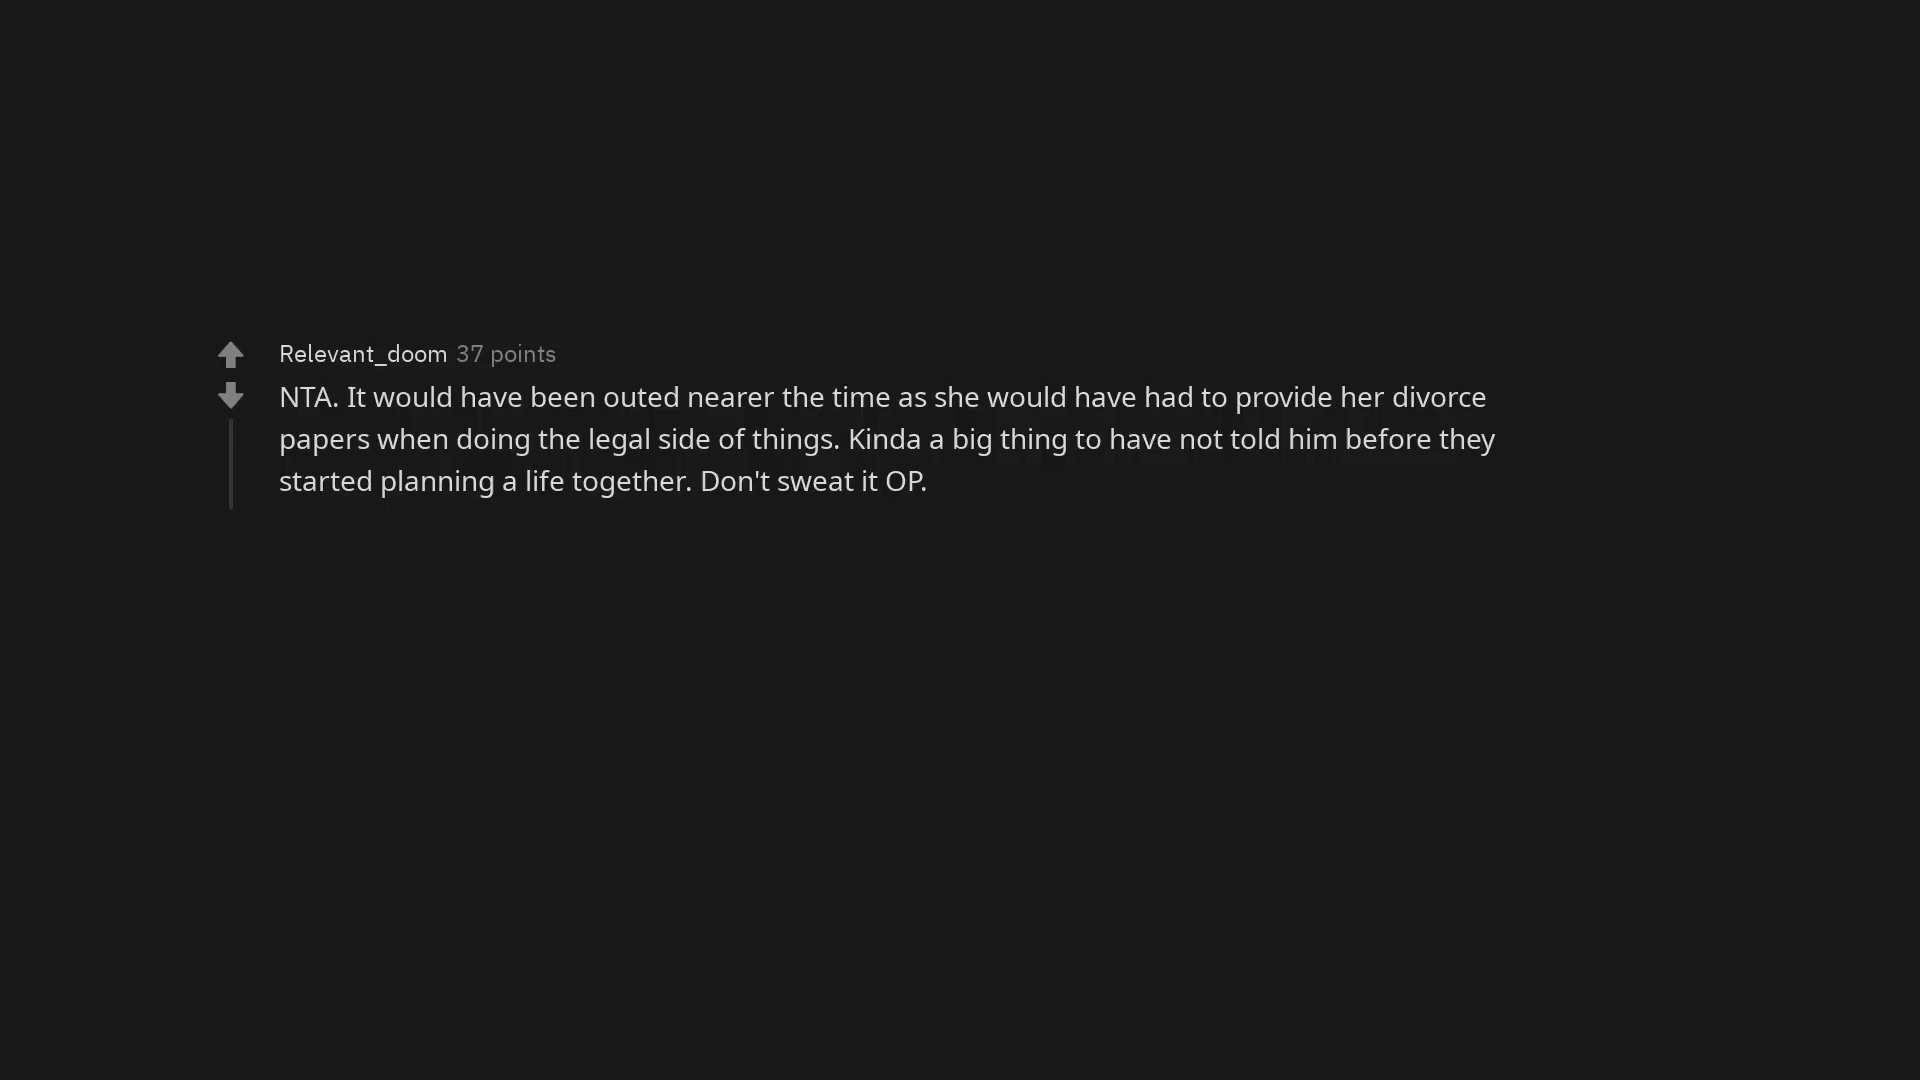 Relevant_doom 37 points
NTA. It would have been outed nearer the time as she would have had to provide her divorce
papers when doing the legal side of things. Kinda a big thing to have not told him before they
started planning a life together. Don't sweat it OP.